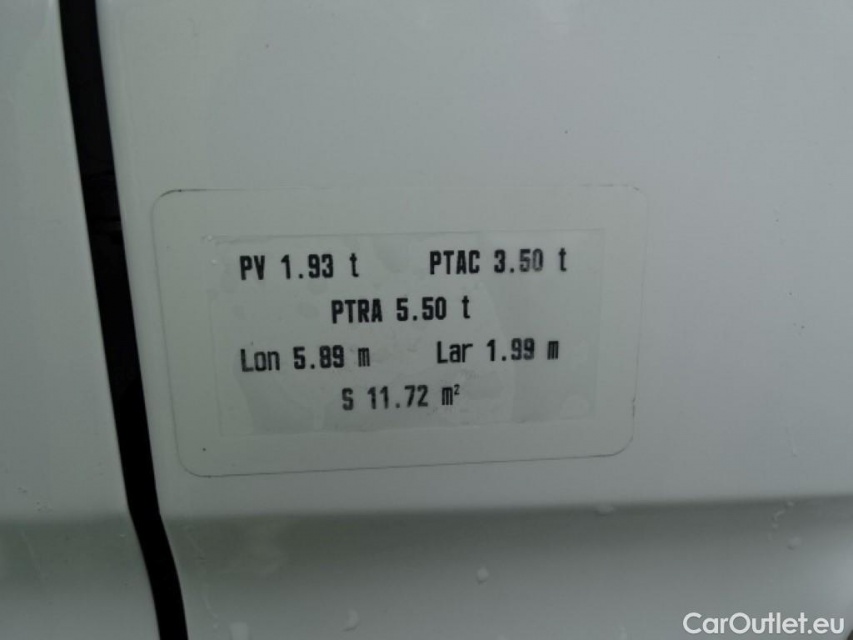 PV 1.93 t PTAC 3.50 t
PTRA 5.50 t
Lon 5.89 m Lar 1.99 m
S 11.72 m²
CarOutlet.eu